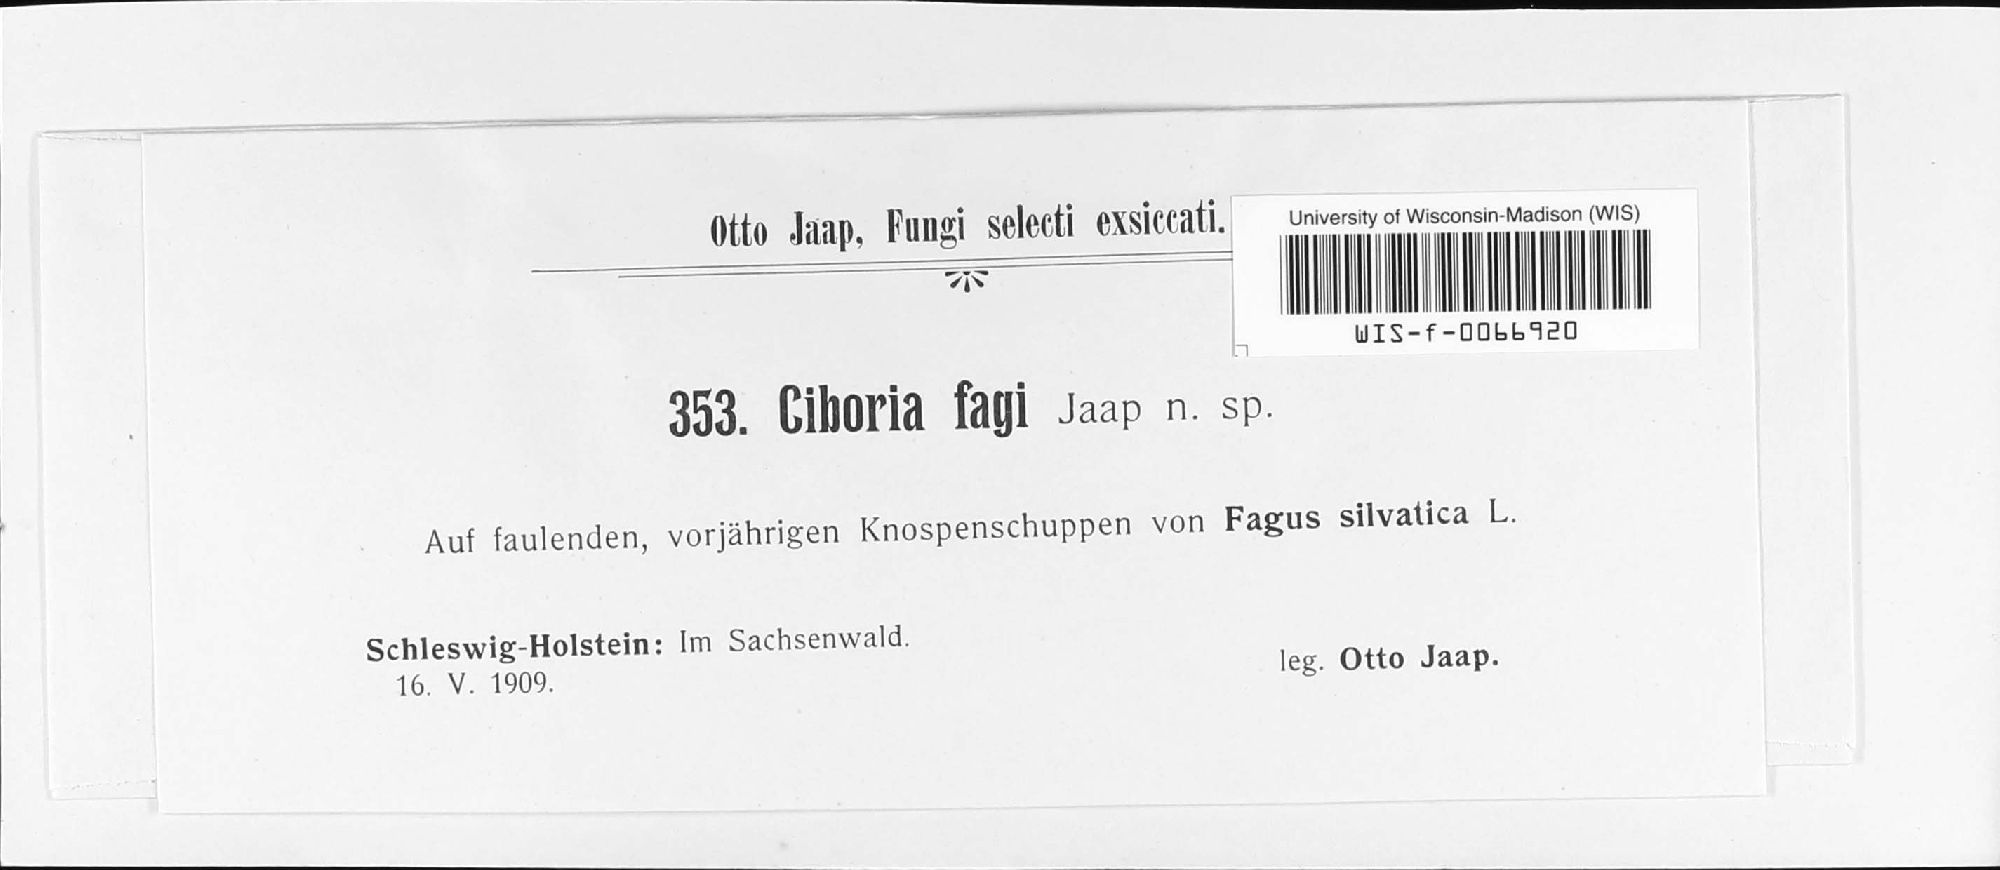 Otto Jaap, Fungi selecti exsiccati.
University of Wisconsin-Madison (WIS)
WIS-f-0066920
353. Ciboria fagi Jaap n. sp.
Auf faulenden, vorjährigen Knospenschuppen von Fagus silvatica L.
Schleswig-Holstein: Im Sachsenwald.
16. V. 1909.
leg. Otto Jaap.